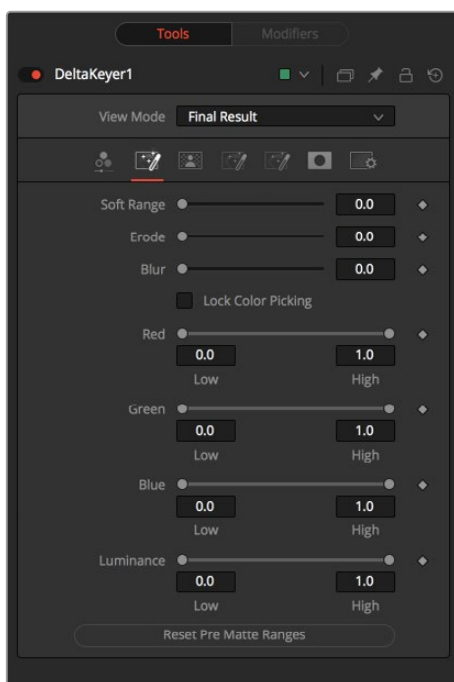 Tools Modifiers
DeltaKeyer1
View Mode Final Result
Soft Range 0.0
Erode 0.0
Blur 0.0
Lock Color Picking
Red
0.0 1.0
Low High
Green
0.0 1.0
Low High
Blue
0.0 1.0
Low High
Luminance
0.0 1.0
Low High
Reset Pre Matte Ranges